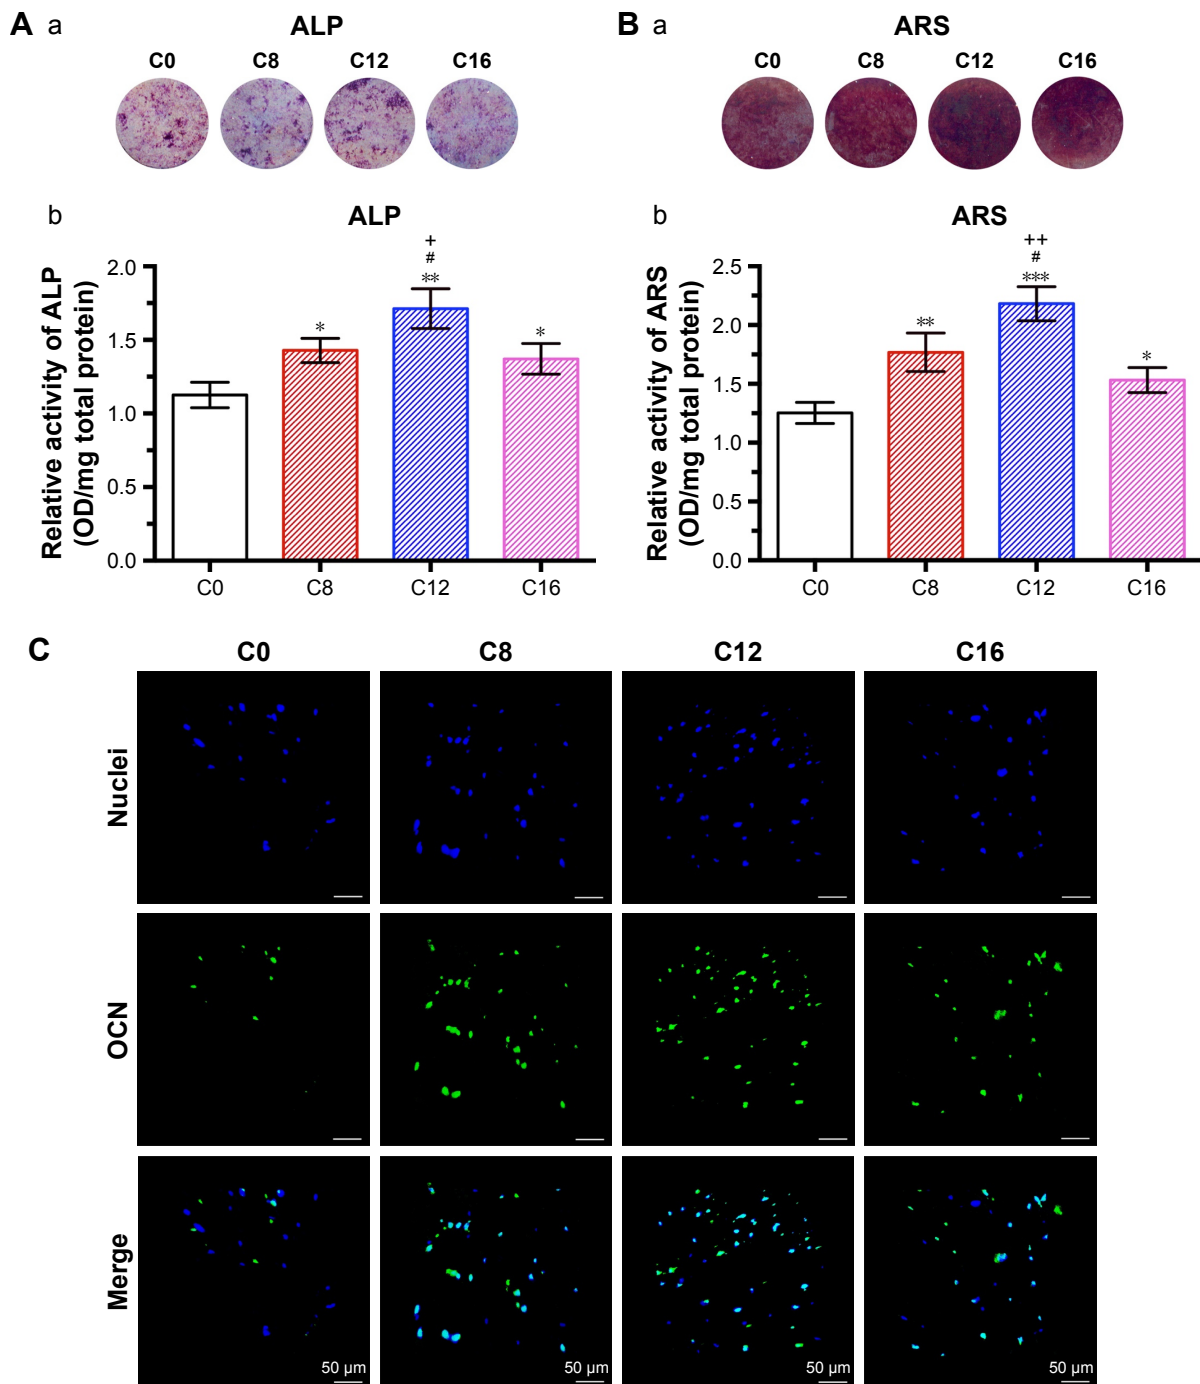 A a ALP
C0 C8 C12 C16
b ALP
+
#
**
*
*
2.0
1.5
1.0
0.5
0.0
Relative activity of ALP
(OD/mg total protein)
C0 C8 C12 C16
B a ARS
C0 C8 C12 C16
b ARS
++
#
***
**
*
2.5
2.0
1.5
1.0
0.5
0.0
Relative activity of ARS
(OD/mg total protein)
C0 C8 C12 C16
C
C0 C8 C12 C16
Nuclei
OCN
Merge
50 μm 50 μm 50 μm 50 μm